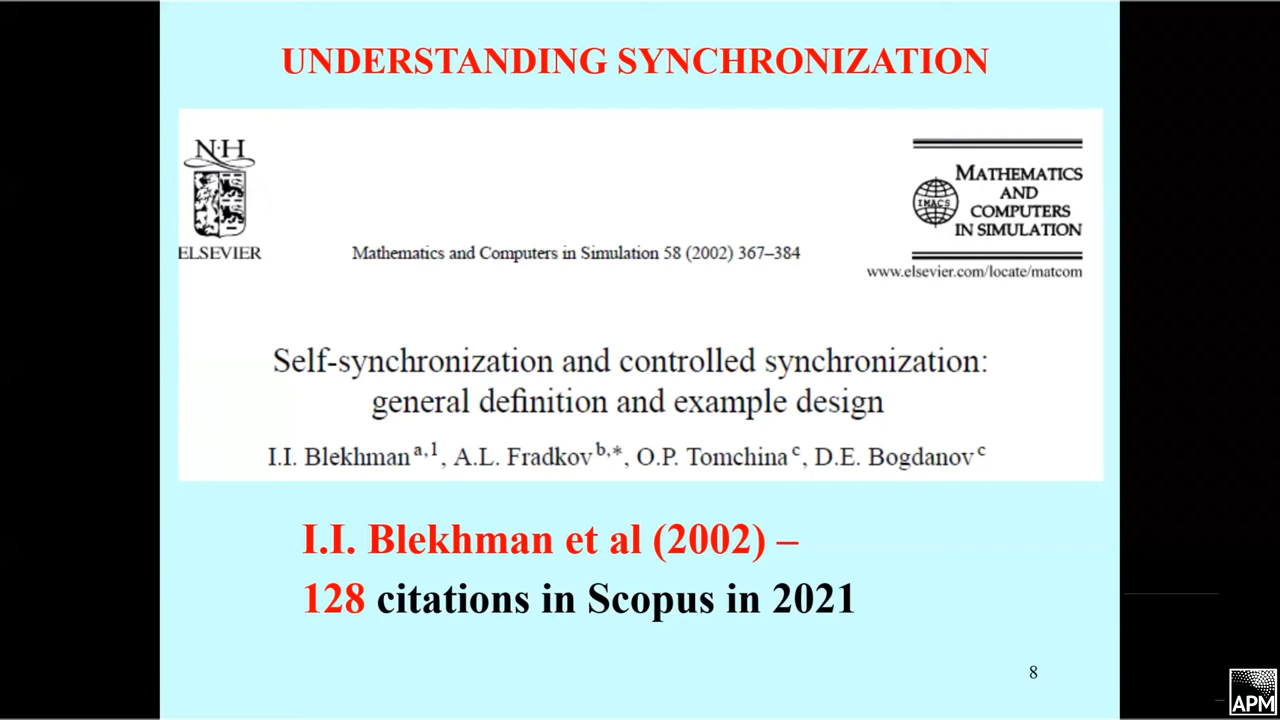 UNDERSTANDING SYNCHRONIZATION
N·H
ELSEVIER
Mathematics and Computers in Simulation 58 (2002) 367–384
IMACS
MATHEMATICS
AND
COMPUTERS
IN SIMULATION
www.elsevier.com/locate/matcom
Self-synchronization and controlled synchronization:
general definition and example design
I.I. Blekhman a,1, A.L. Fradkov b,*, O.P. Tomchina c, D.E. Bogdanov c
I.I. Blekhman et al (2002) –
128 citations in Scopus in 2021
8
APM